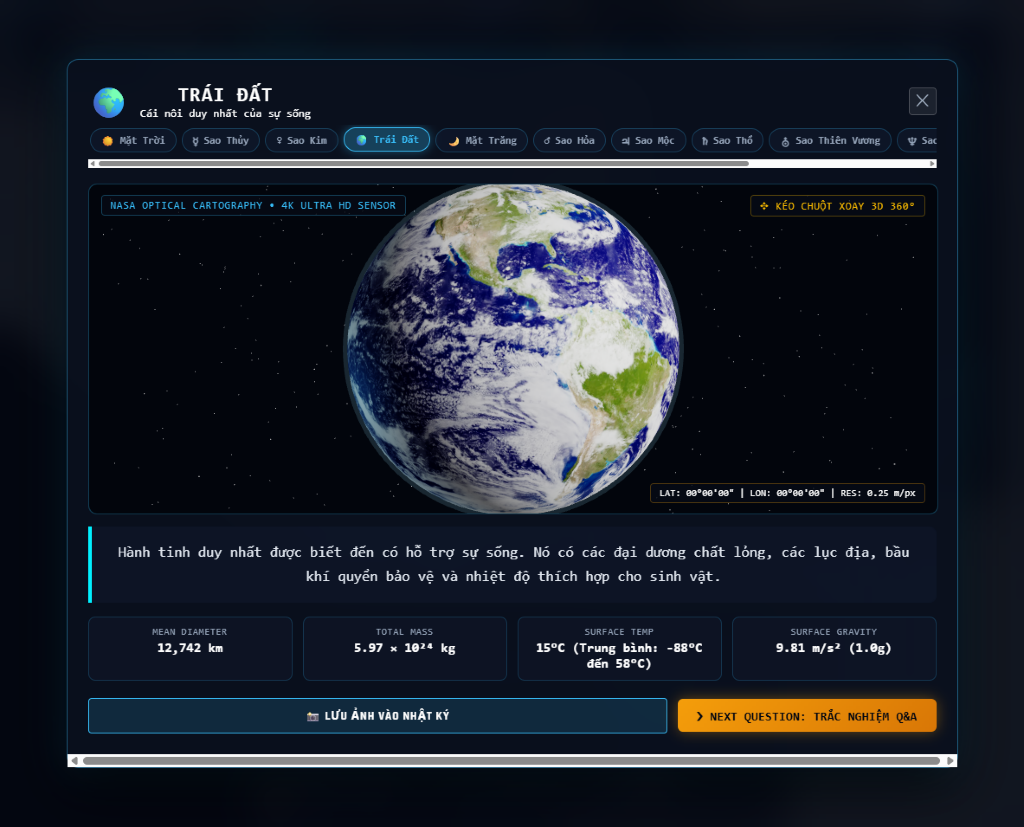 TRÁI ĐẤT
Cái nôi duy nhất của sự sống
Mặt Trời
☿ Sao Thủy
♀ Sao Kim
Trái Đất
Mặt Trăng
♂ Sao Hỏa
♃ Sao Mộc
♄ Sao Thổ
⛢ Sao Thiên Vương
♆ Sao
NASA OPTICAL CARTOGRAPHY • 4K ULTRA HD SENSOR
✣ KÉO CHUỘT XOAY 3D 360°
LAT: 00°00'00" | LON: 00°00'00" | RES: 0.25 m/px
Hành tinh duy nhất được biết đến có hỗ trợ sự sống. Nó có các đại dương chất lỏng, các lục địa, bầu
khí quyển bảo vệ và nhiệt độ thích hợp cho sinh vật.
MEAN DIAMETER
12,742 km
TOTAL MASS
5.97 × 10²⁴ kg
SURFACE TEMP
15°C (Trung bình: -88°C
đến 58°C)
SURFACE GRAVITY
9.81 m/s² (1.0g)
LƯU ẢNH VÀO NHẬT KÝ
❯ NEXT QUESTION: TRẮC NGHIỆM Q&A